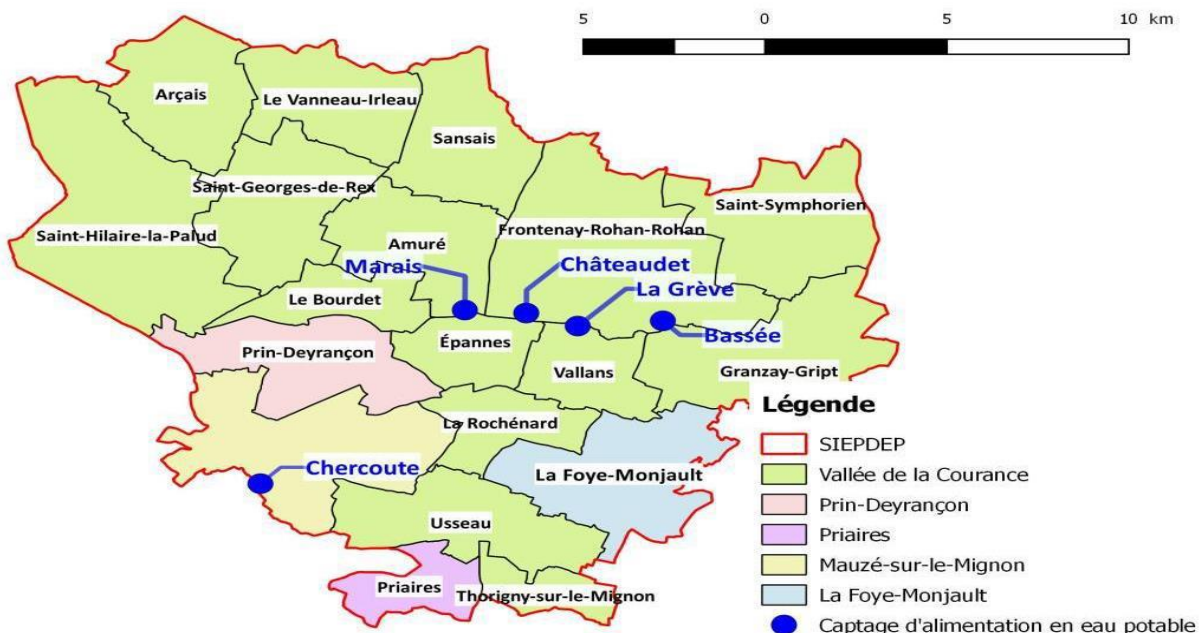 5 0 5 10 km
Arçais
Le Vanneau-Irleau
Sansais
Saint-Georges-de-Rex
Saint-Symphorien
Saint-Hilaire-la-Palud
Frontenay-Rohan-Rohan
Amuré
Marais
Châteaudet
La Grève
Le Bourdet
Bassée
Épannes
Prin-Deyrançon
Vallans
Granzay-Gript
La Rochénard
Chercoute
La Foye-Monjault
Usseau
Priaires
Thorigny-sur-le-Mignon
Légende
SIEPDEP
Vallée de la Courance
Prin-Deyrançon
Priaires
Mauzé-sur-le-Mignon
La Foye-Monjault
Captage d'alimentation en eau potable